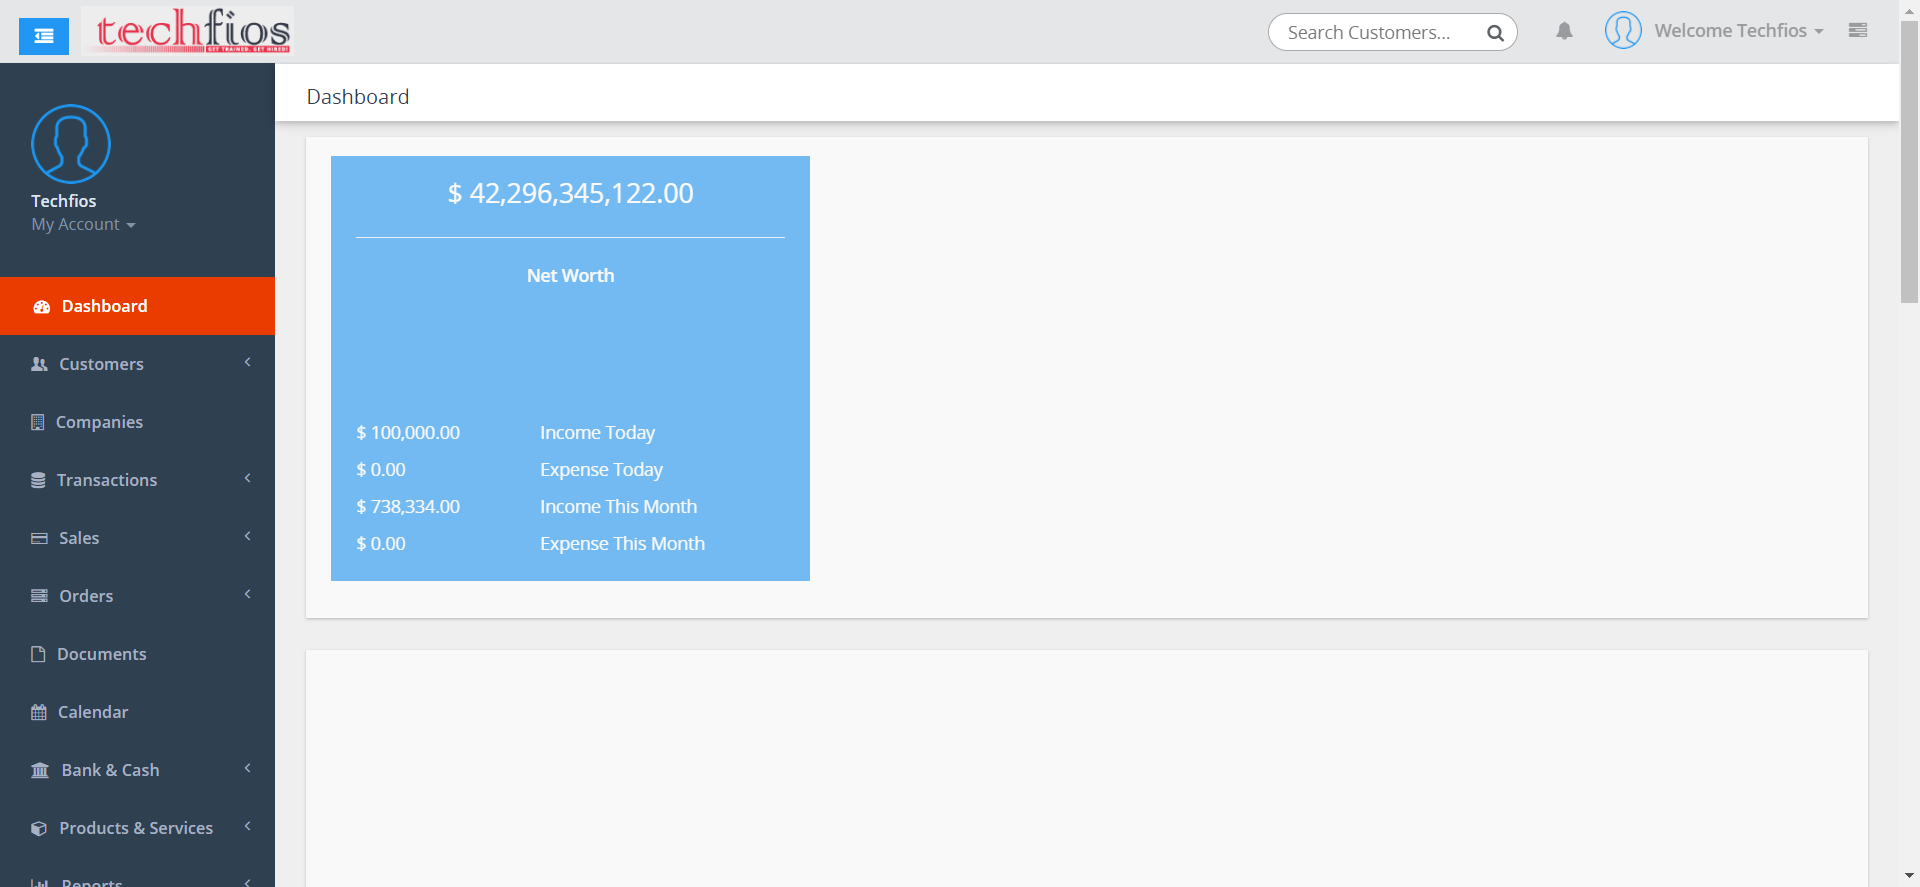 techfios
GET TRAINED. GET HIRED!
Search Customers...
Welcome Techfios
Techfios
My Account
Dashboard
Customers
Companies
Transactions
Sales
Orders
Documents
Calendar
Bank & Cash
Products & Services
Reports
Dashboard
$ 42,296,345,122.00
Net Worth
$ 100,000.00 Income Today
$ 0.00 Expense Today
$ 738,334.00 Income This Month
$ 0.00 Expense This Month